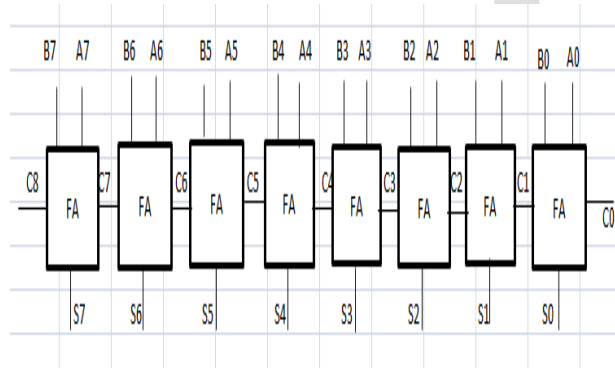 B7 A7 B6 A6 B5 A5 B4 A4 B3 A3 B2 A2 B1 A1 B0 A0
C8 C7 C6 C5 C4 C3 C2 C1 C0
FA FA FA FA FA FA FA FA
S7 S6 S5 S4 S3 S2 S1 S0